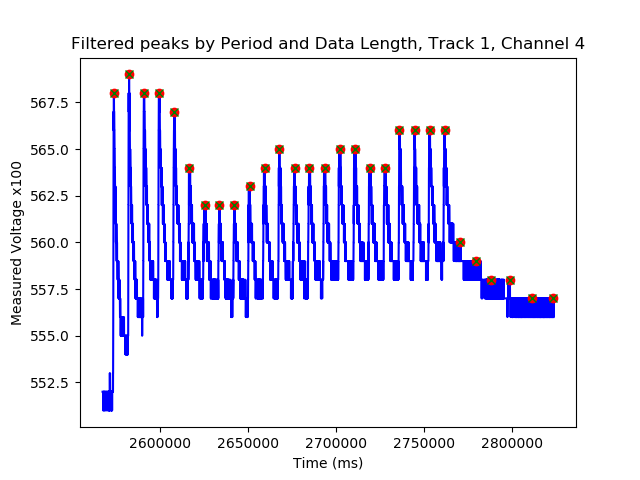 Filtered peaks by Period and Data Length, Track 1, Channel 4
567.5
565.0
562.5
560.0
557.5
555.0
552.5
Measured Voltage x100
2600000 2650000 2700000 2750000 2800000
Time (ms)